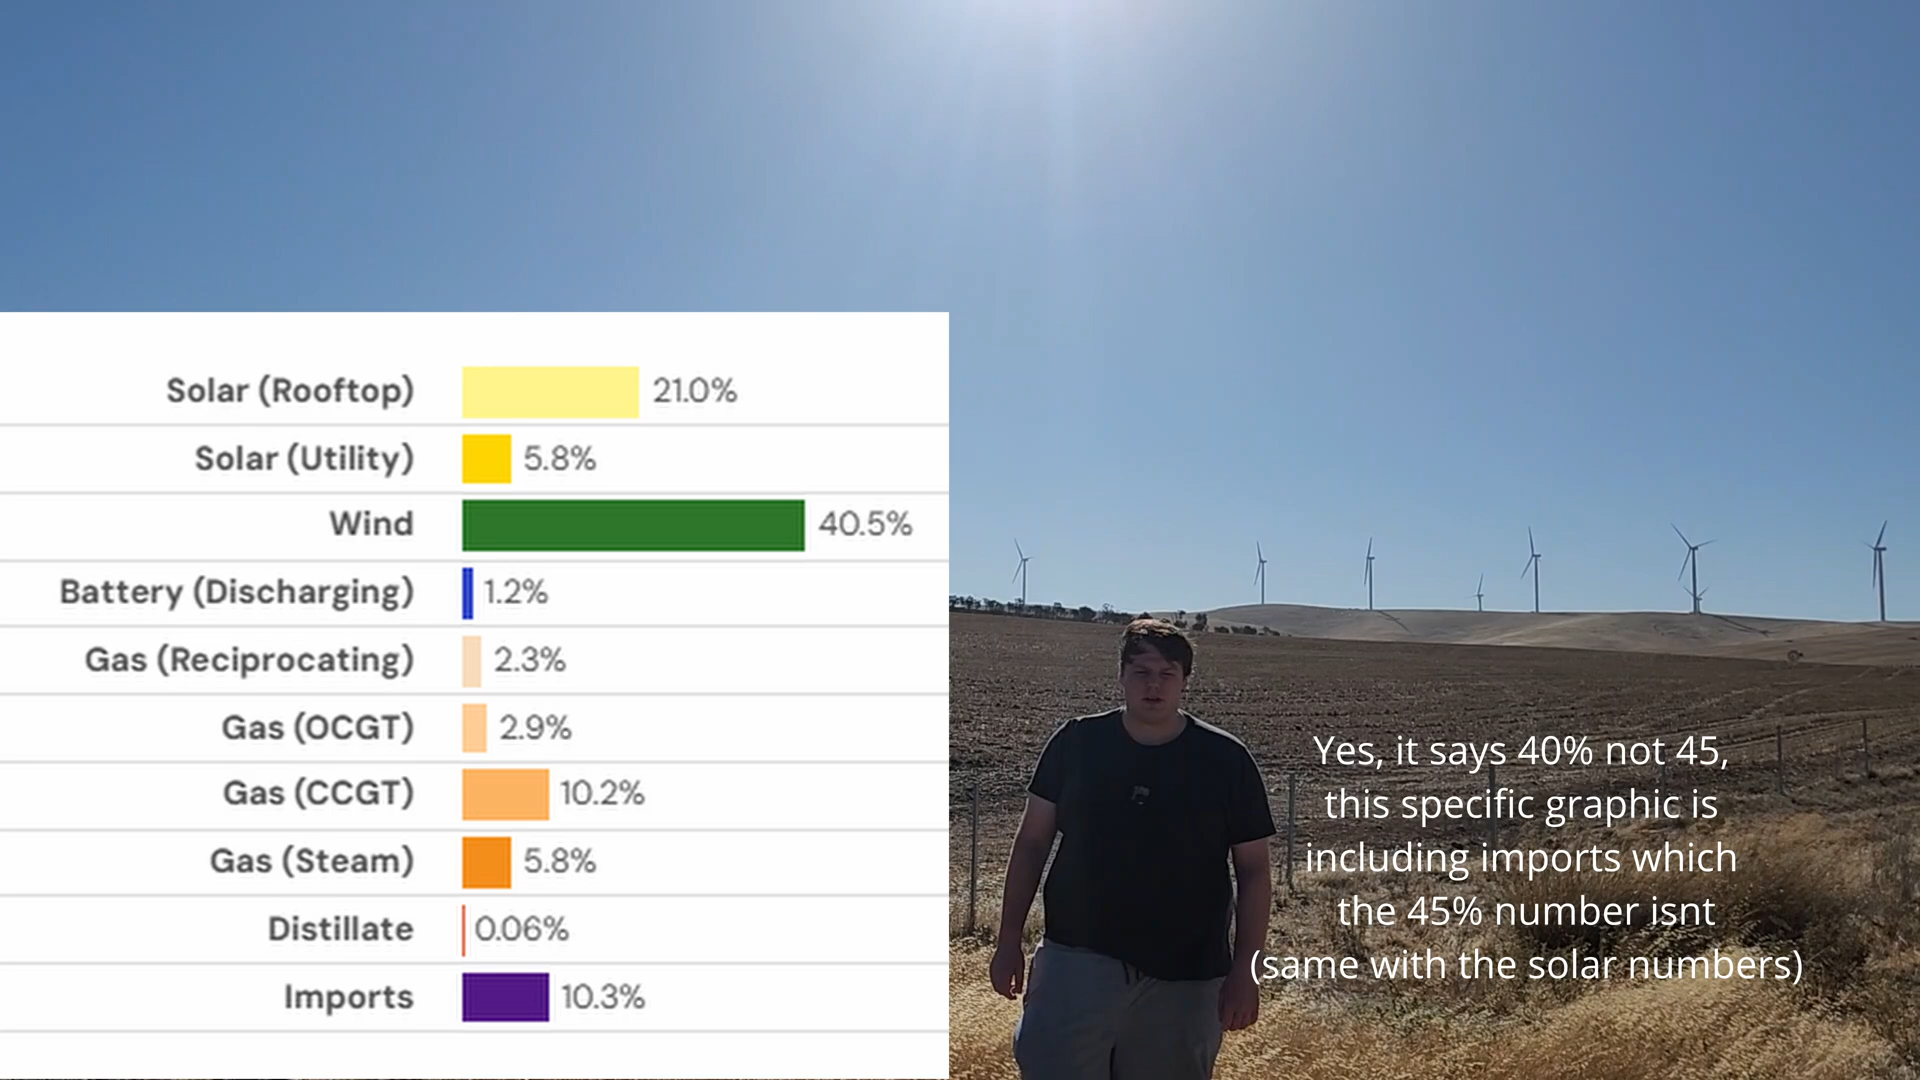 Solar (Rooftop) 21.0%
Solar (Utility) 5.8%
Wind 40.5%
Battery (Discharging) 1.2%
Gas (Reciprocating) 2.3%
Gas (OCGT) 2.9%
Gas (CCGT) 10.2%
Gas (Steam) 5.8%
Distillate 0.06%
Imports 10.3%
Yes, it says 40% not 45,
this specific graphic is
including imports which
the 45% number isnt
(same with the solar numbers)